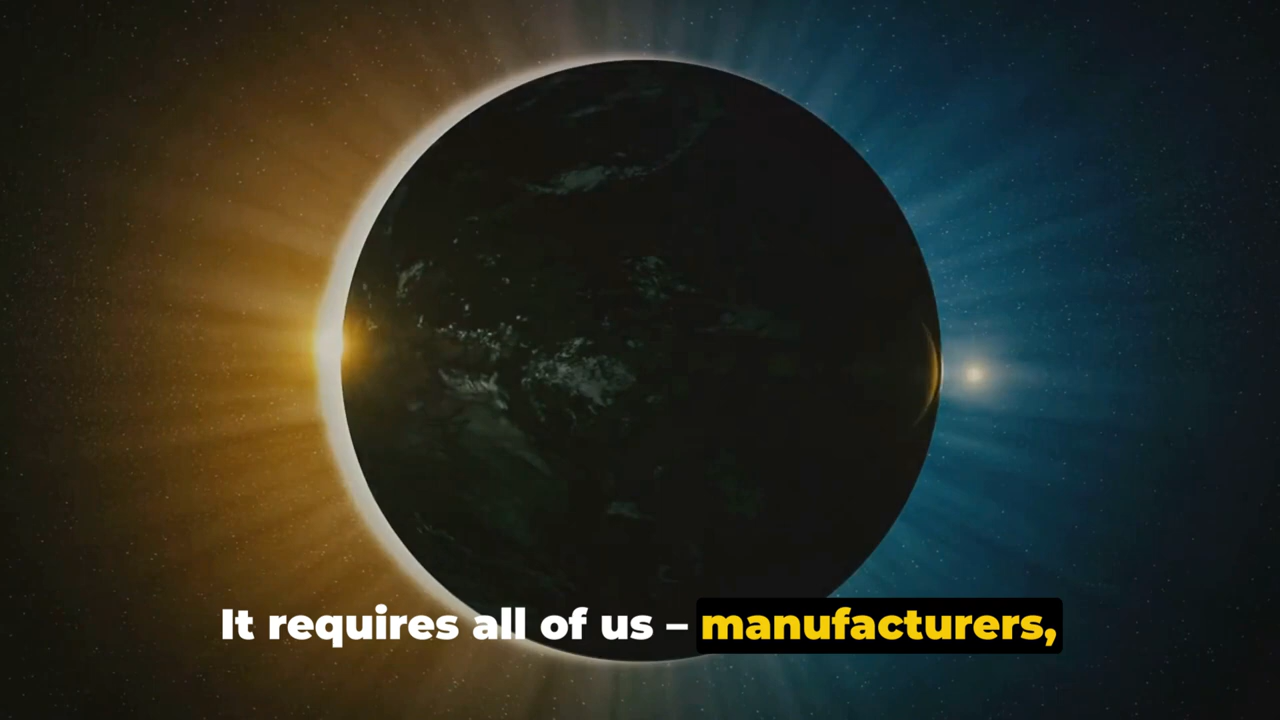 It requires all of us – manufacturers,